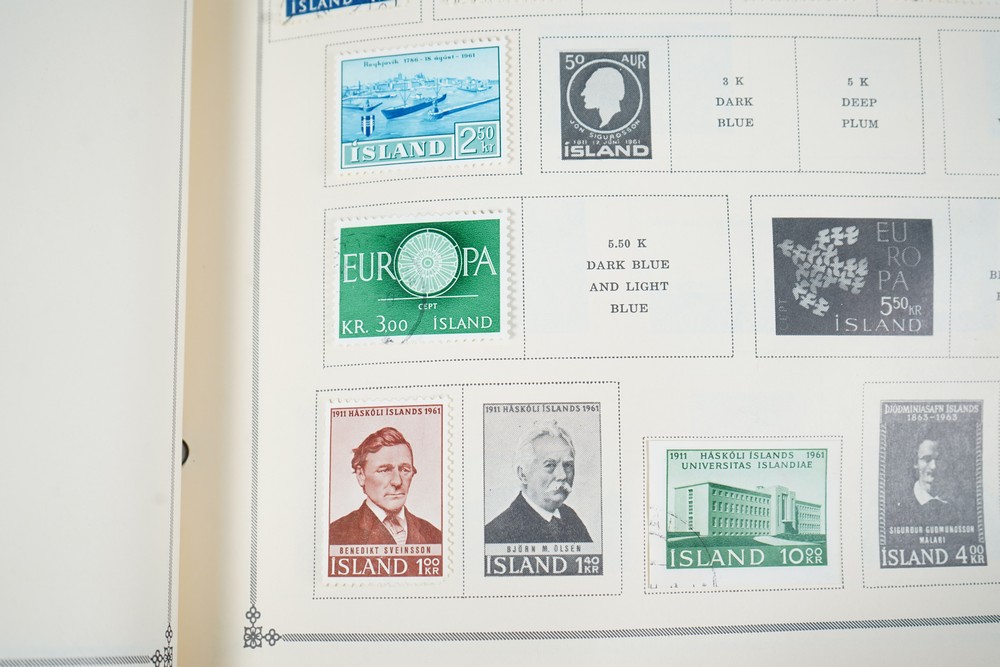 ÍSLAND
Reykjavík 1786 - 18. ágúst - 1961
ÍSLAND 2.50 kr
50 AUR
JÓN SIGURÐSSON
1811 17. JÚNÍ 1961
ÍSLAND
3 K
DARK
BLUE
5 K
DEEP
PLUM
EUROPA
CEPT
KR. 3.00 ÍSLAND
5.50 K
DARK BLUE
AND LIGHT
BLUE
EU
RO
PA
CEPT
5.50 KR
ÍSLAND
1911 HÁSKÓLI ÍSLANDS 1961
BENEDIKT SVEINSSON
ÍSLAND 1.00 KR
1911 HÁSKÓLI ÍSLANDS 1961
BJÖRN M. ÓLSEN
ÍSLAND 1.40 KR
1911 HÁSKÓLI ÍSLANDS 1961
UNIVERSITAS ISLANDIAE
ÍSLAND 10.00 KR
ÞJÓÐMINJASAFN ÍSLANDS
1863-1963
SIGURÐUR GUÐMUNDSSON
MÁLARI
ÍSLAND 4.00 KR